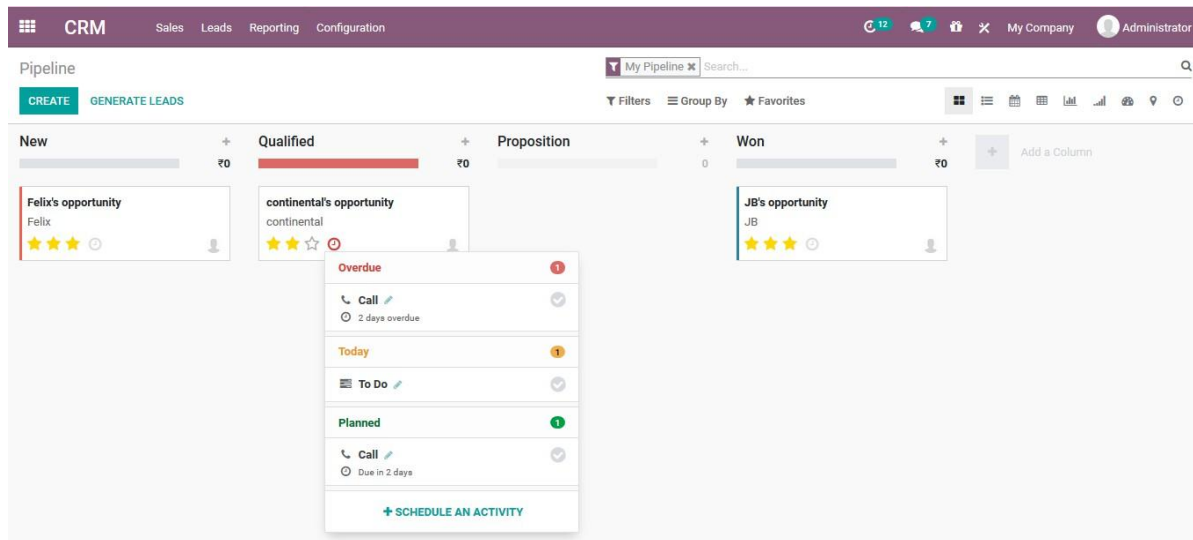 CRM Sales Leads Reporting Configuration 12 7 My Company Administrator
Pipeline My Pipeline Search...
CREATE GENERATE LEADS Filters Group By Favorites
New + Qualified + Proposition + Won + + Add a Column
₹0 ₹0 0 ₹0
Felix's opportunity continental's opportunity JB's opportunity
Felix continental JB
Overdue 1
Call
2 days overdue
Today 1
To Do
Planned 1
Call
Due in 2 days
+ SCHEDULE AN ACTIVITY